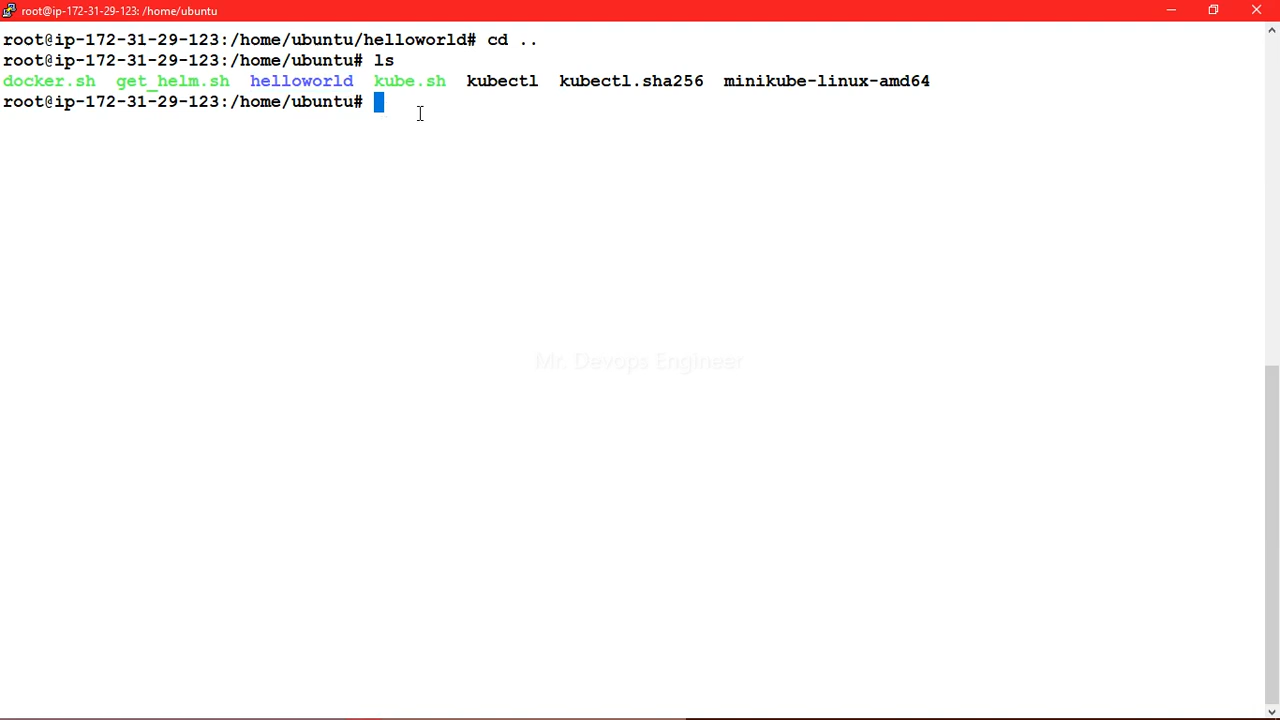 root@ip-172-31-29-123: /home/ubuntu
root@ip-172-31-29-123:/home/ubuntu/helloworld# cd ..
root@ip-172-31-29-123:/home/ubuntu# ls
docker.sh  get_helm.sh  helloworld  kube.sh  kubectl  kubectl.sha256  minikube-linux-amd64
root@ip-172-31-29-123:/home/ubuntu#
Mr. Devops Engineer